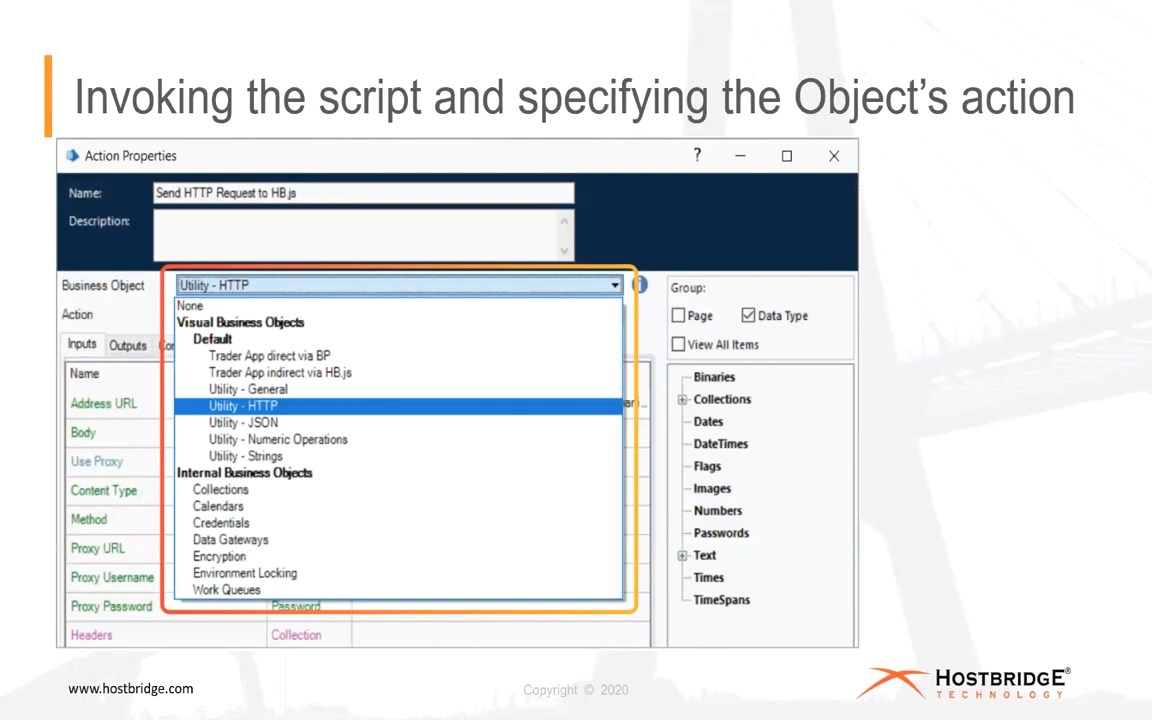 Invoking the script and specifying the Object’s action
Action Properties
?
Name:
Send HTTP Request to HB.js
Description:
Business Object
Utility - HTTP
Action
Inputs
Outputs
Name
Address URL
Body
Use Proxy
Content Type
Method
Proxy URL
Proxy Username
Proxy Password
Password
Headers
Collection
None
Visual Business Objects
Default
Trader App direct via BP
Trader App indirect via HB.js
Utility - General
Utility - HTTP
Utility - JSON
Utility - Numeric Operations
Utility - Strings
Internal Business Objects
Collections
Calendars
Credentials
Data Gateways
Encryption
Environment Locking
Work Queues
Group:
Page
Data Type
View All Items
Binaries
Collections
Dates
DateTimes
Flags
Images
Numbers
Passwords
Text
Times
TimeSpans
www.hostbridge.com
Copyright © 2020
HOSTBRIDGE®
TECHNOLOGY